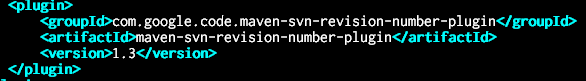 <plugin>
<groupId>com.google.code.maven-svn-revision-number-plugin</groupId>
<artifactId>maven-svn-revision-number-plugin</artifactId>
<version>1.3</version>
</plugin>